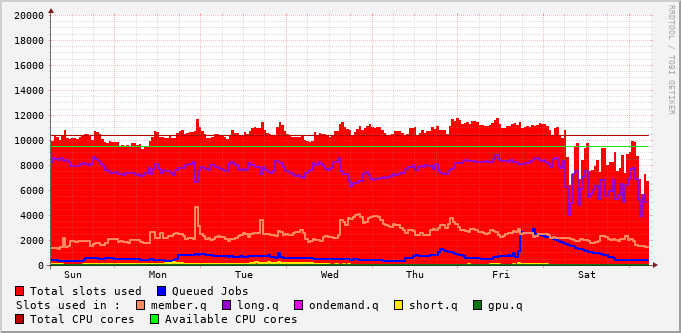 RRDTOOL / TOBI OETIKER
20000
18000
16000
14000
12000
10000
8000
6000
4000
2000
0
Sun Mon Tue Wed Thu Fri Sat
Total slots used Queued Jobs
Slots used in : member.q long.q ondemand.q short.q gpu.q
Total CPU cores Available CPU cores